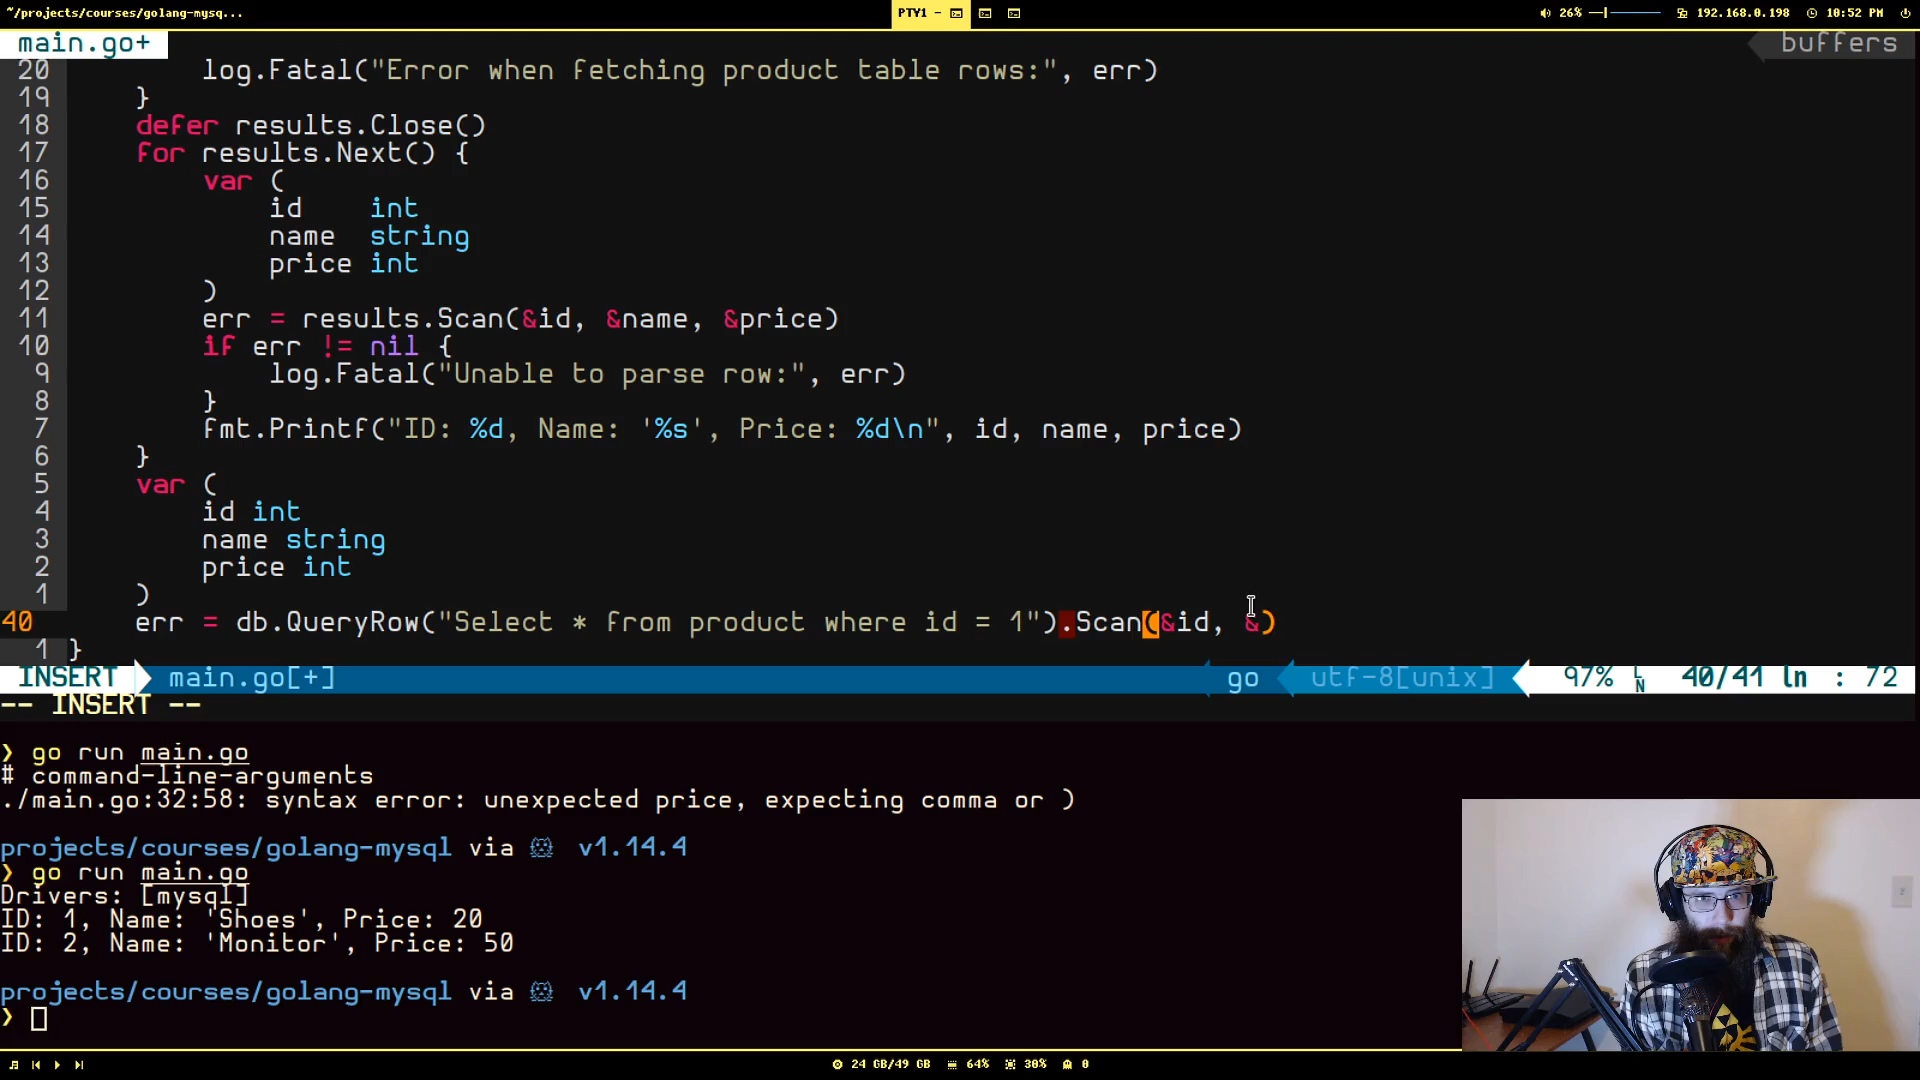 ~/projects/courses/golang-mysq...
PTY1 -
26%
192.168.0.198
10:52 PM
main.go+
buffers
20 log.Fatal("Error when fetching product table rows:", err)
19 }
18 defer results.Close()
17 for results.Next() {
16 var (
15 id int
14 name string
13 price int
12 )
11 err = results.Scan(&id, &name, &price)
10 if err != nil {
9 log.Fatal("Unable to parse row:", err)
8 }
7 fmt.Printf("ID: %d, Name: '%s', Price: %d\n", id, name, price)
6 }
5 var (
4 id int
3 name string
2 price int
1 )
40 err = db.QueryRow("Select * from product where id = 1").Scan(&id, &)
1 }
INSERT main.go[+] go utf-8[unix] 97% LN 40/41 ln : 72
-- INSERT --
❯ go run main.go
# command-line-arguments
./main.go:32:58: syntax error: unexpected price, expecting comma or )
projects/courses/golang-mysql via 🐹 v1.14.4
❯ go run main.go
Drivers: [mysql]
ID: 1, Name: 'Shoes', Price: 20
ID: 2, Name: 'Monitor', Price: 50
projects/courses/golang-mysql via 🐹 v1.14.4
❯
24 GB/49 GB 64% 30% 0